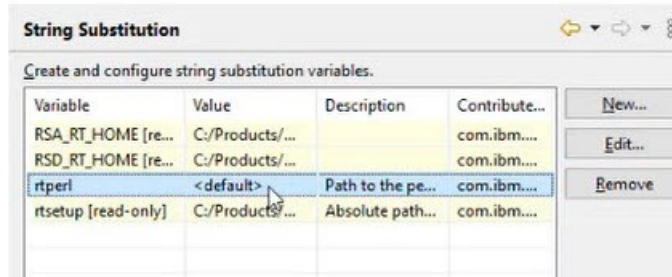 String Substitution
Create and configure string substitution variables.
Variable Value Description Contribute... New...
RSA_RT_HOME [re... C:/Products/... com.ibm....
Edit...
RSD_RT_HOME [re... C:/Products/... com.ibm....
rtperl <default> Path to the pe... com.ibm.... Remove
rtsetup [read-only] C:/Products/... Absolute path... com.ibm....